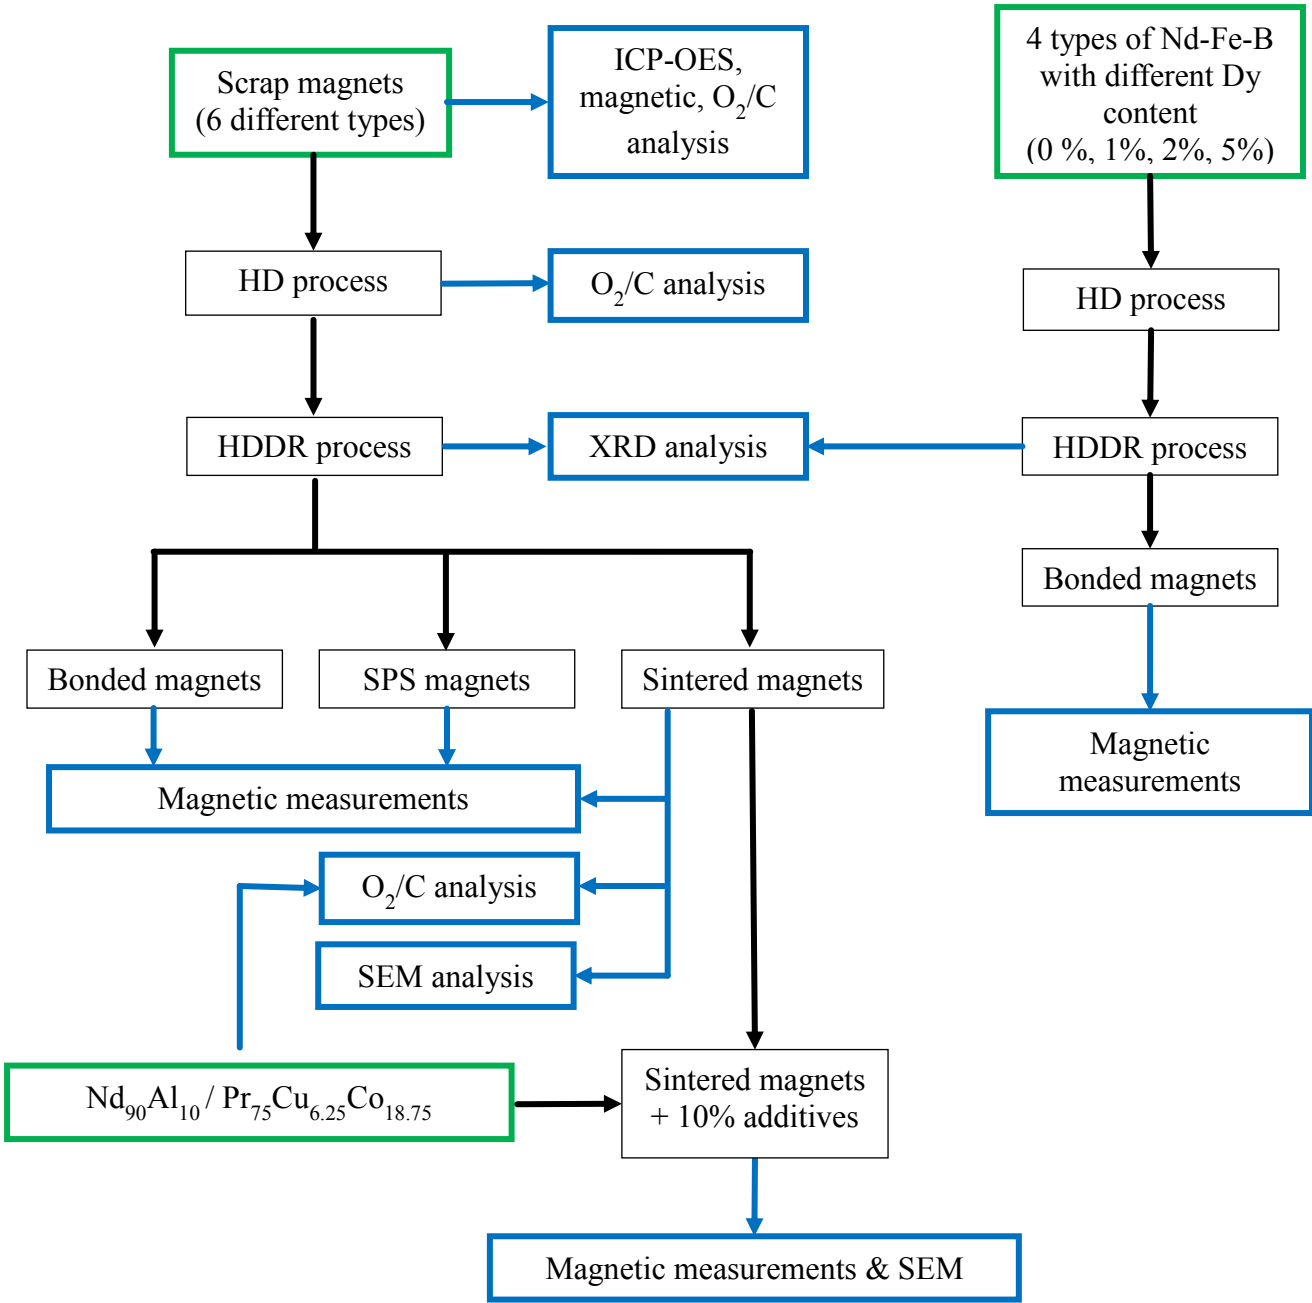 Scrap magnets
(6 different types)
ICP-OES,
magnetic, O₂/C
analysis
4 types of Nd-Fe-B
with different Dy
content
(0 %, 1%, 2%, 5%)
HD process
O₂/C analysis
HD process
HDDR process
XRD analysis
HDDR process
Bonded magnets
Bonded magnets
SPS magnets
Sintered magnets
Magnetic
measurements
Magnetic measurements
O₂/C analysis
SEM analysis
Nd₉₀Al₁₀ / Pr₇₅Cu₆.₂₅Co₁₈.₇₅
Sintered magnets
+ 10% additives
Magnetic measurements & SEM